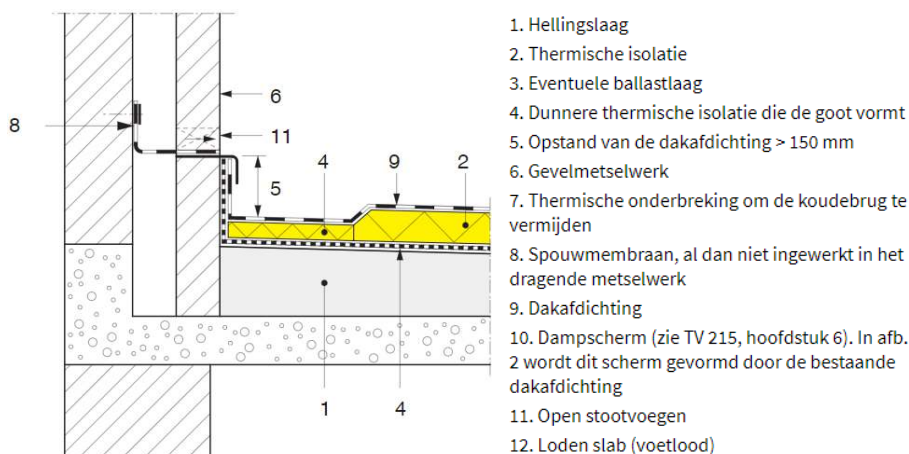 6
11
8
4
9
2
5
1
4
1. Hellingslaag
2. Thermische isolatie
3. Eventuele ballastlaag
4. Dunnere thermische isolatie die de goot vormt
5. Opstand van de dakafdichting > 150 mm
6. Gevelmetselwerk
7. Thermische onderbreking om de koudebrug te
vermijden
8. Spouwmembraan, al dan niet ingewerkt in het
dragende metselwerk
9. Dakafdichting
10. Dampscherm (zie TV 215, hoofdstuk 6). In afb.
2 wordt dit scherm gevormd door de bestaande
dakafdichting
11. Open stootvoegen
12. Loden slab (voetlood)